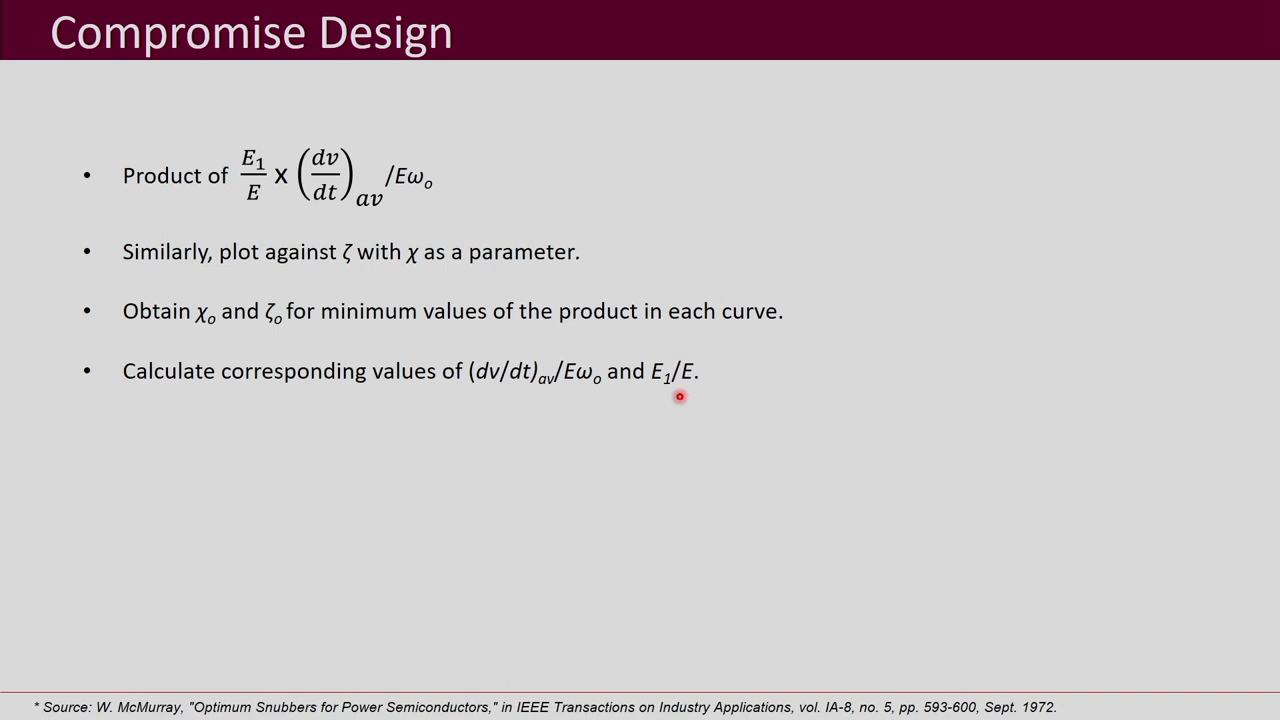 Compromise Design
• Product of E₁/E x (dv/dt)av /Eωo
• Similarly, plot against ζ with χ as a parameter.
• Obtain χo and ζo for minimum values of the product in each curve.
• Calculate corresponding values of (dv/dt)av/Eωo and E1/E.
* Source: W. McMurray, "Optimum Snubbers for Power Semiconductors," in IEEE Transactions on Industry Applications, vol. IA-8, no. 5, pp. 593-600, Sept. 1972.